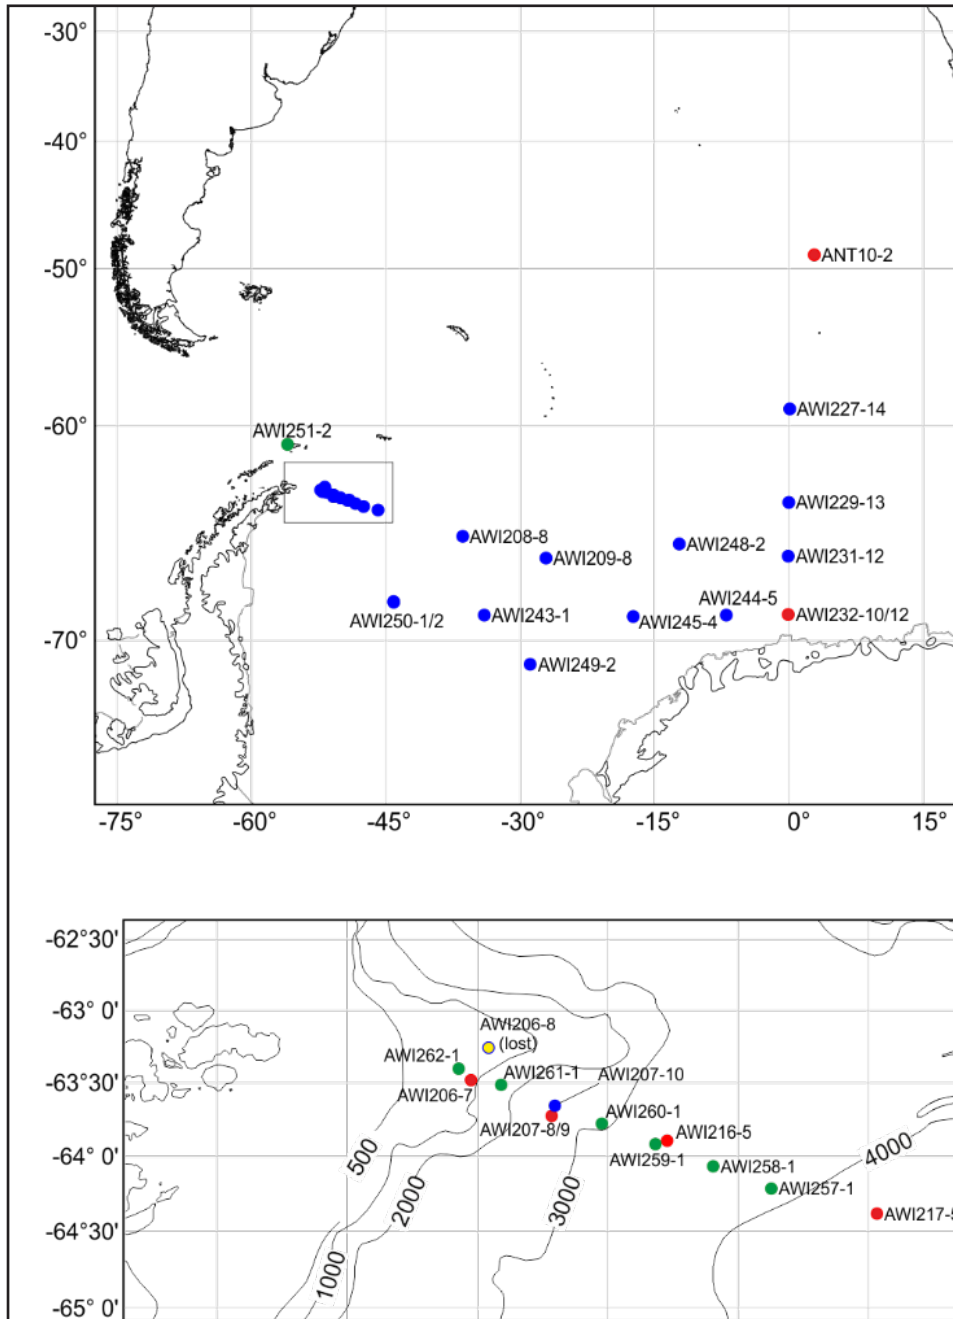 -30°
-40°
-50°
ANT10-2
AWI227-14
-60°
AWI251-2
AWI229-13
AWI208-8
AWI248-2
AWI231-12
AWI209-8
AWI244-5
AWI250-1/2
AWI243-1
AWI245-4
AWI232-10/12
-70°
AWI249-2
-75°
-60°
-45°
-30°
-15°
0°
15°
-62°30'
-63° 0'
AWI206-8
(lost)
AWI262-1
AWI261-1
AWI207-10
-63°30'
AWI206-7
AWI260-1
AWI207-8/9
AWI216-5
AWI259-1
-64° 0'
AWI258-1
4000
500
AWI257-1
2000
3000
AWI217-5
-64°30'
1000
-65° 0'